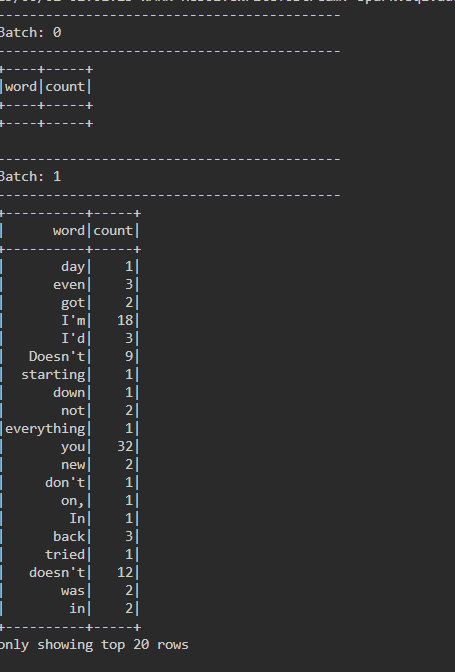 -------------------------------------------
Batch: 0
-------------------------------------------
+----+-----+
|word|count|
+----+-----+
+----+-----+
-------------------------------------------
Batch: 1
-------------------------------------------
+----------+-----+
|      word|count|
+----------+-----+
|       day|    1|
|      even|    3|
|       got|    2|
|       I'm|   18|
|       I'd|    3|
|   Doesn't|    9|
|  starting|    1|
|      down|    1|
|       not|    2|
|everything|    1|
|       you|   32|
|       new|    2|
|     don't|    1|
|       on,|    1|
|        In|    1|
|      back|    3|
|     tried|    1|
|   doesn't|   12|
|       was|    2|
|        in|    2|
+----------+-----+
only showing top 20 rows